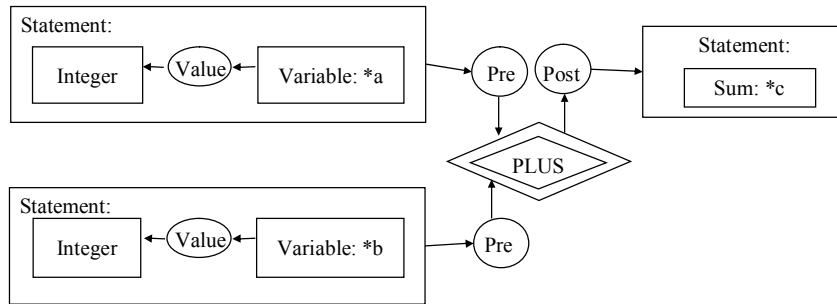 Statement:
Integer
Value
Variable: *a
Pre
Post
Statement:
Sum: *c
PLUS
Statement:
Integer
Value
Variable: *b
Pre